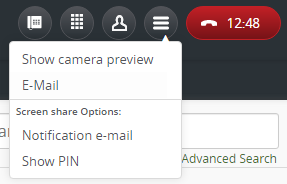 12:48
Show camera preview
E-Mail
Screen share Options:
Notification e-mail
Show PIN
Advanced Search